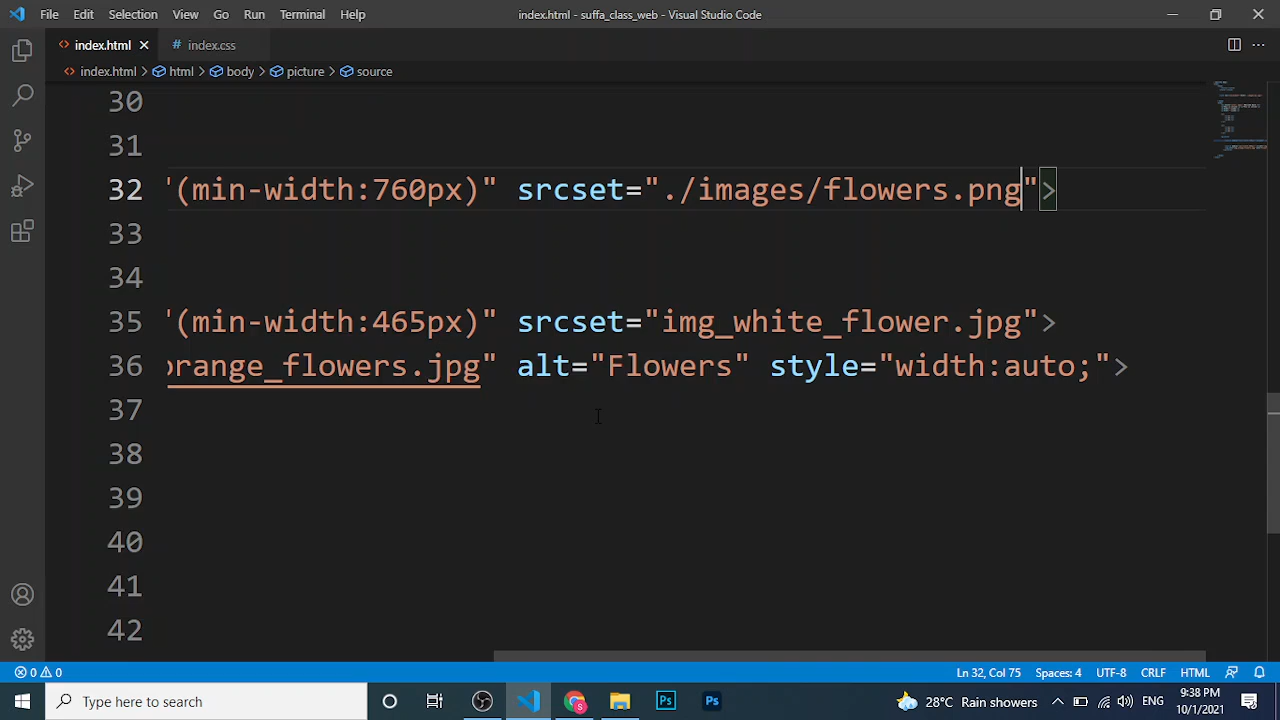 File Edit Selection View Go Run Terminal Help index.html - suffa_class_web - Visual Studio Code
index.html index.css
index.html html body picture source
30
31
32 "(min-width:760px)" srcset="./images/flowers.png">
33
34
35 "(min-width:465px)" srcset="img_white_flower.jpg">
36 orange_flowers.jpg" alt="Flowers" style="width:auto;">
37
38
39
40
41
42
0 0 Ln 32, Col 75 Spaces: 4 UTF-8 CRLF HTML
Type here to search Ps Ps 28°C Rain showers ENG 9:38 PM
10/1/2021